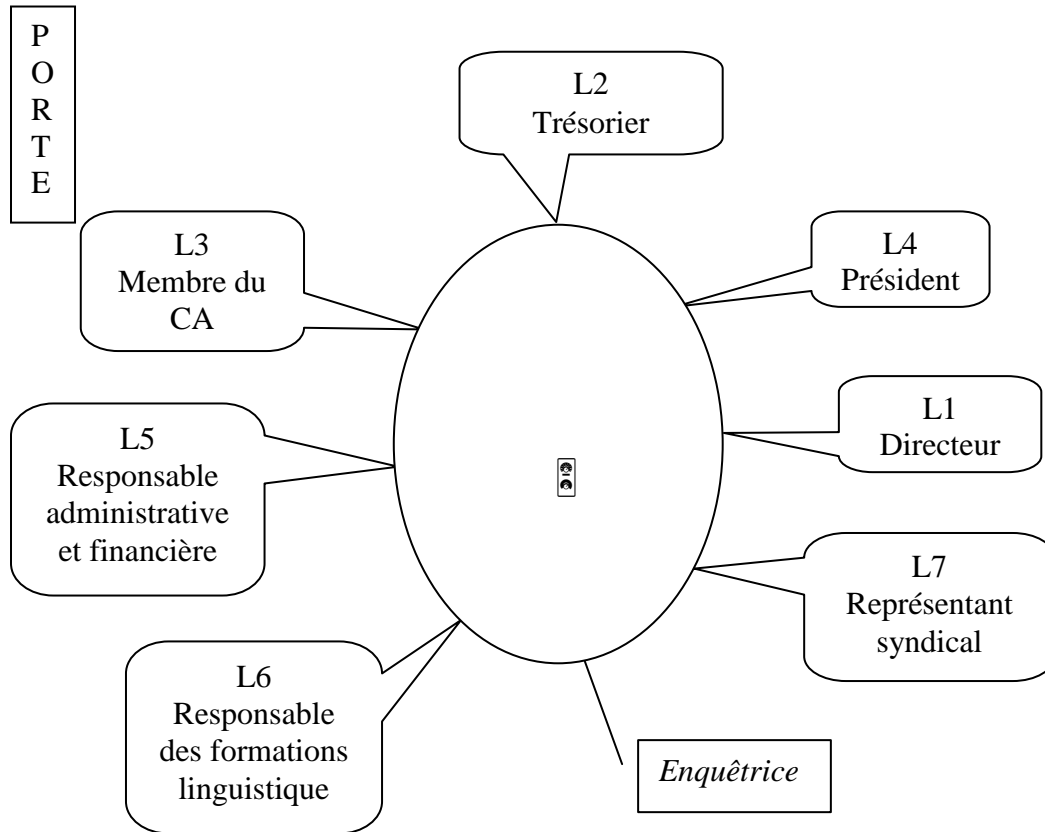 P
O
R
T
E
L2
Trésorier
L3
Membre du
CA
L4
Président
L1
Directeur
L5
Responsable
administrative
et financière
L7
Représentant
syndical
L6
Responsable
des formations
linguistique
Enquêtrice